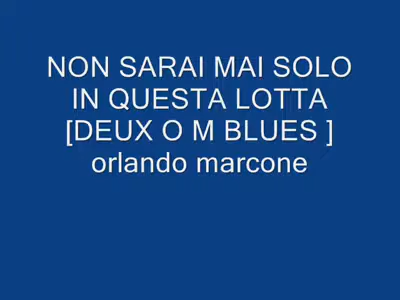 NON SARAI MAI SOLO
IN QUESTA LOTTA
[DEUX O M BLUES ]
orlando marcone